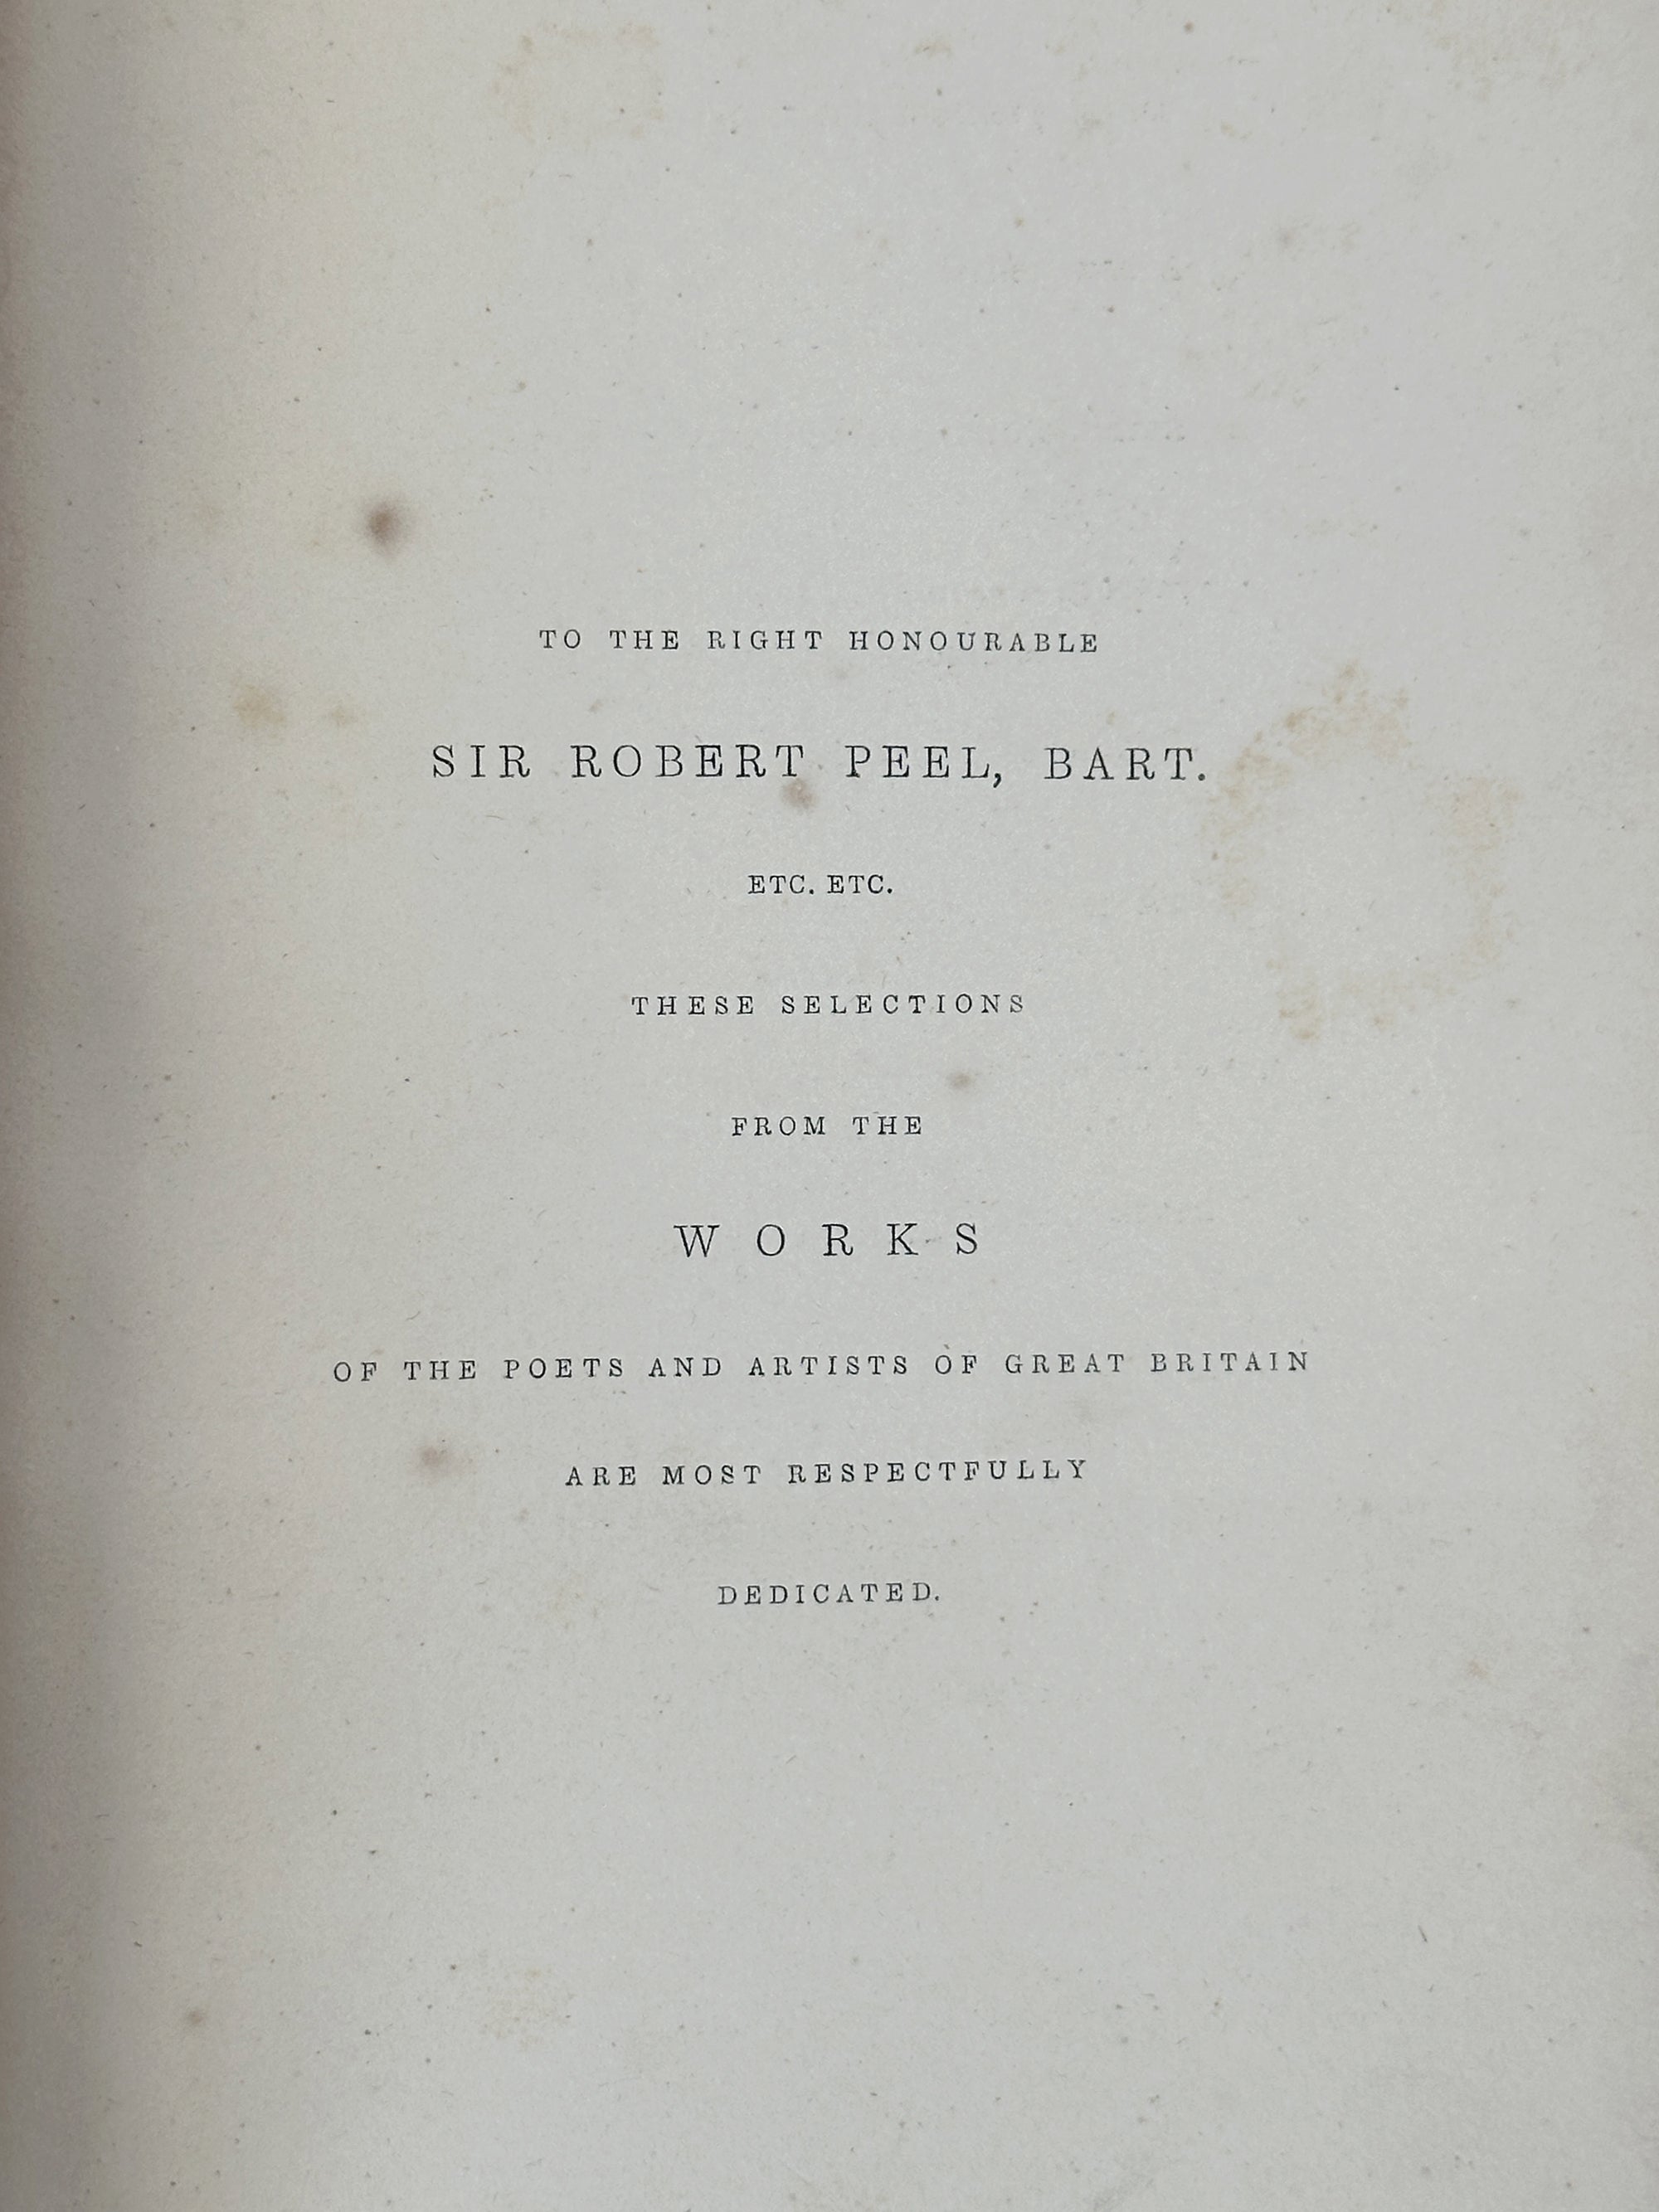 TO THE RIGHT HONOURABLE
SIR ROBERT PEEL, BART.
ETC. ETC.
THESE SELECTIONS
FROM THE
WORKS
OF THE POETS AND ARTISTS OF GREAT BRITAIN
ARE MOST RESPECTFULLY
DEDICATED.